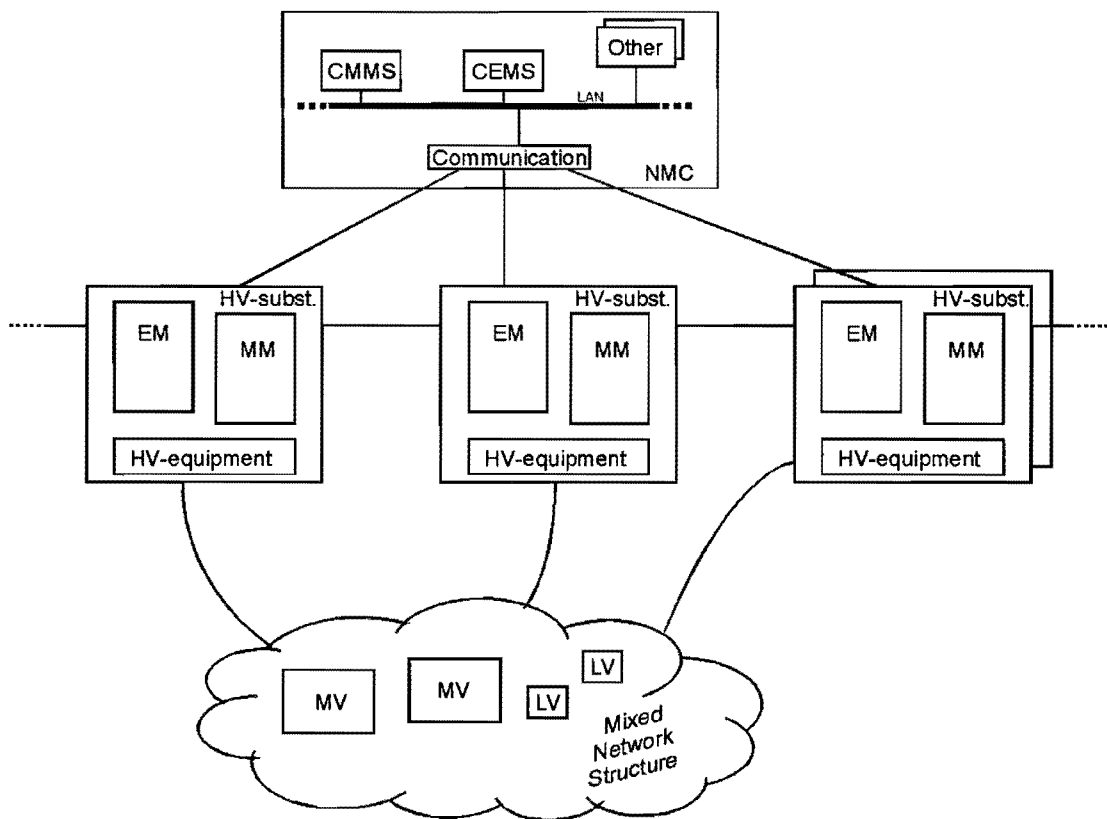 Other
CMMS
CEMS
LAN
Communication
NMC
HV-subst.
EM
MM
HV-equipment
HV-subst.
EM
MM
HV-equipment
HV-subst.
EM
MM
HV-equipment
MV
MV
LV
LV
Mixed
Network
Structure